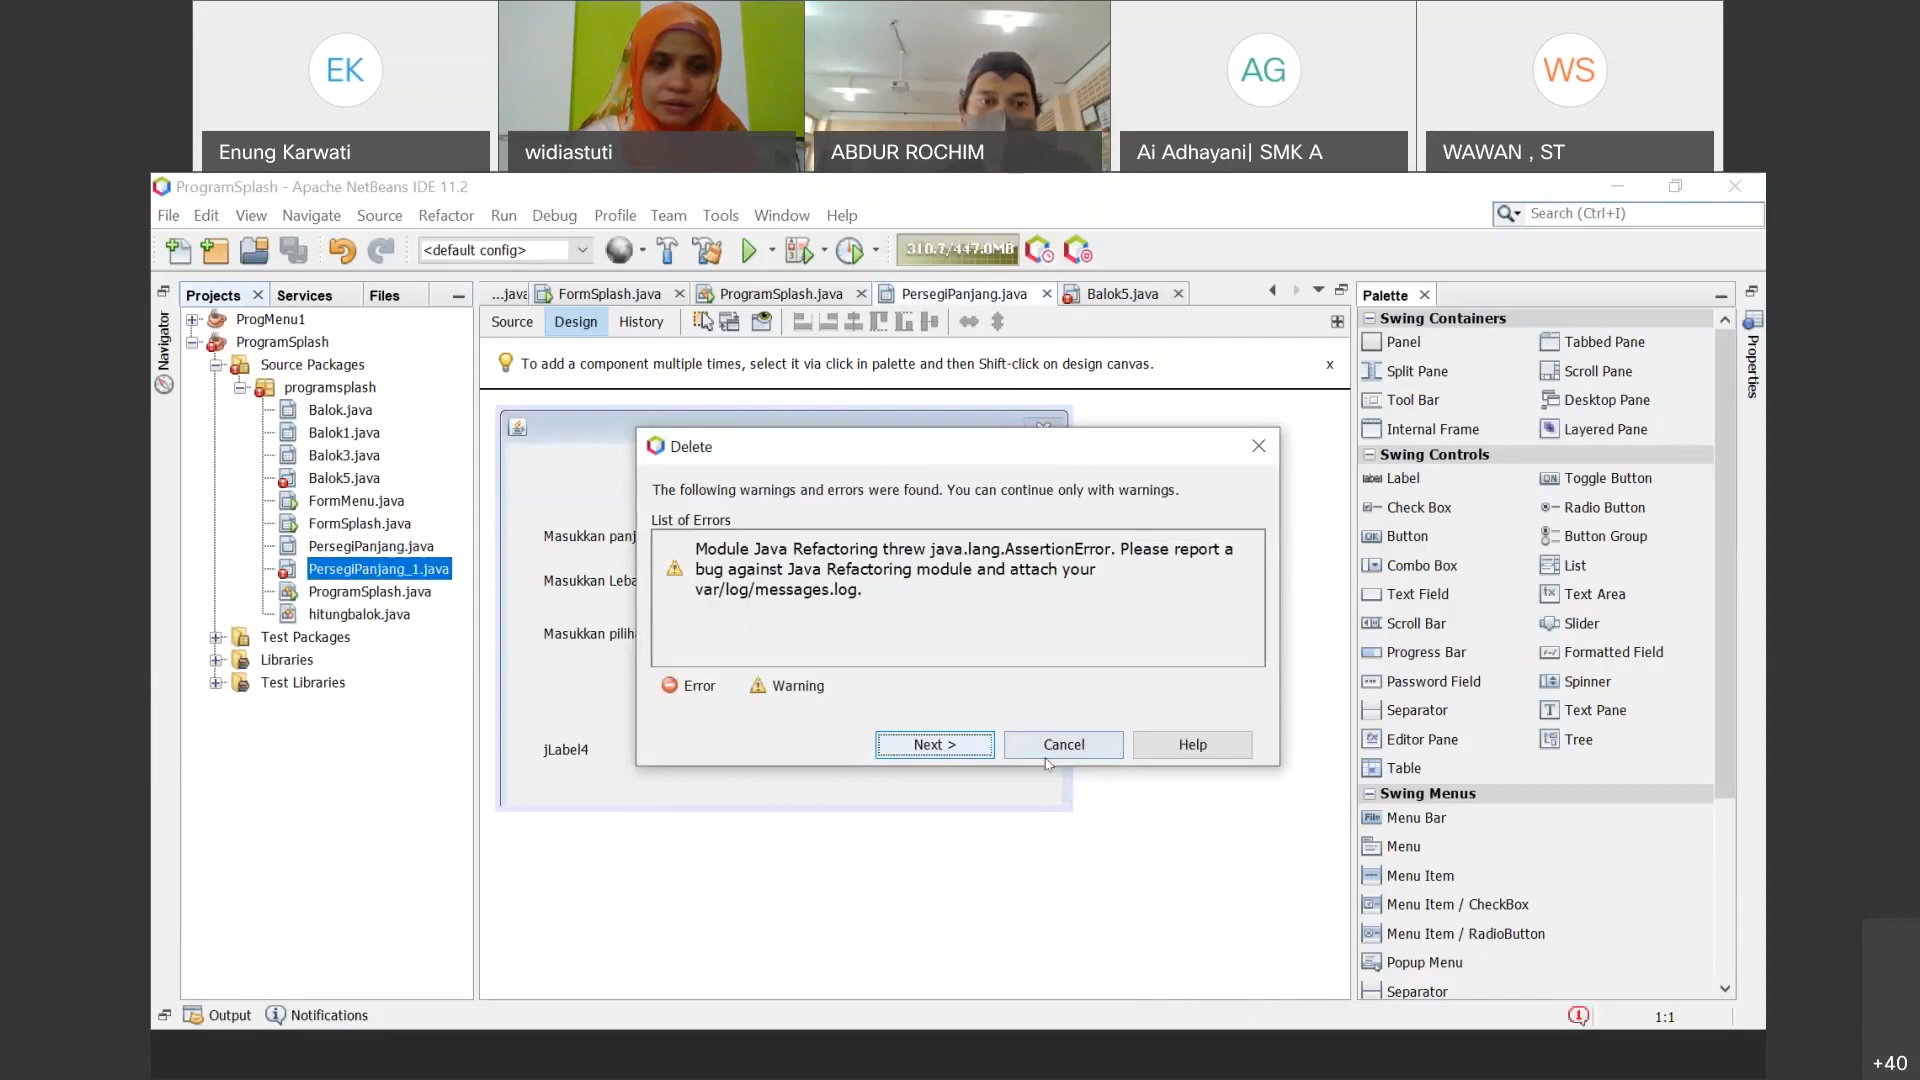 EK
AG
WS
Enung Karwati
widiastuti
ABDUR ROCHIM
Ai Adhayani| SMK A
WAWAN , ST
ProgramSplash - Apache NetBeans IDE 11.2
File Edit View Navigate Source Refactor Run Debug Profile Team Tools Window Help
Search (Ctrl+I)
<default config>
310.7/447.0MB
Projects
Services
Files
...java
FormSplash.java
ProgramSplash.java
PersegiPanjang.java
Balok5.java
Palette
Navigator
Properties
Source Design History
To add a component multiple times, select it via click in palette and then Shift-click on design canvas.
x
ProgMenu1
ProgramSplash
Source Packages
programsplash
Balok.java
Balok1.java
Balok3.java
Balok5.java
FormMenu.java
FormSplash.java
PersegiPanjang.java
PersegiPanjang_1.java
ProgramSplash.java
hitungbalok.java
Test Packages
Libraries
Test Libraries
Masukkan panj
Masukkan Leba
Masukkan piliha
jLabel4
Delete
The following warnings and errors were found. You can continue only with warnings.
List of Errors
Module Java Refactoring threw java.lang.AssertionError. Please report a
bug against Java Refactoring module and attach your
var/log/messages.log.
Error
Warning
Next >
Cancel
Help
Swing Containers
Panel
Tabbed Pane
Split Pane
Scroll Pane
Tool Bar
Desktop Pane
Internal Frame
Layered Pane
Swing Controls
label Label
ON Toggle Button
Check Box
Radio Button
OK Button
Button Group
Combo Box
List
Text Field
Text Area
Scroll Bar
Slider
Progress Bar
Formatted Field
Password Field
Spinner
Separator
Text Pane
Editor Pane
Tree
Table
Swing Menus
File Menu Bar
Menu
Menu Item
Menu Item / CheckBox
Menu Item / RadioButton
Popup Menu
Separator
Output
Notifications
1:1
+40